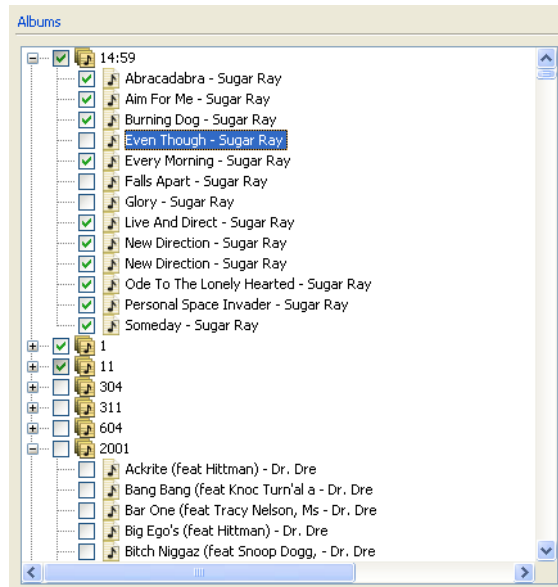 Albums
14:59
Abracadabra - Sugar Ray
Aim For Me - Sugar Ray
Burning Dog - Sugar Ray
Even Though - Sugar Ray
Every Morning - Sugar Ray
Falls Apart - Sugar Ray
Glory - Sugar Ray
Live And Direct - Sugar Ray
New Direction - Sugar Ray
New Direction - Sugar Ray
Ode To The Lonely Hearted - Sugar Ray
Personal Space Invader - Sugar Ray
Someday - Sugar Ray
1
11
304
311
604
2001
Ackrite (feat Hittman) - Dr. Dre
Bang Bang (feat Knoc Turn'al a - Dr. Dre
Bar One (feat Tracy Nelson, Ms - Dr. Dre
Big Ego's (feat Hittman) - Dr. Dre
Bitch Niggaz (feat Snoop Dogg, - Dr. Dre